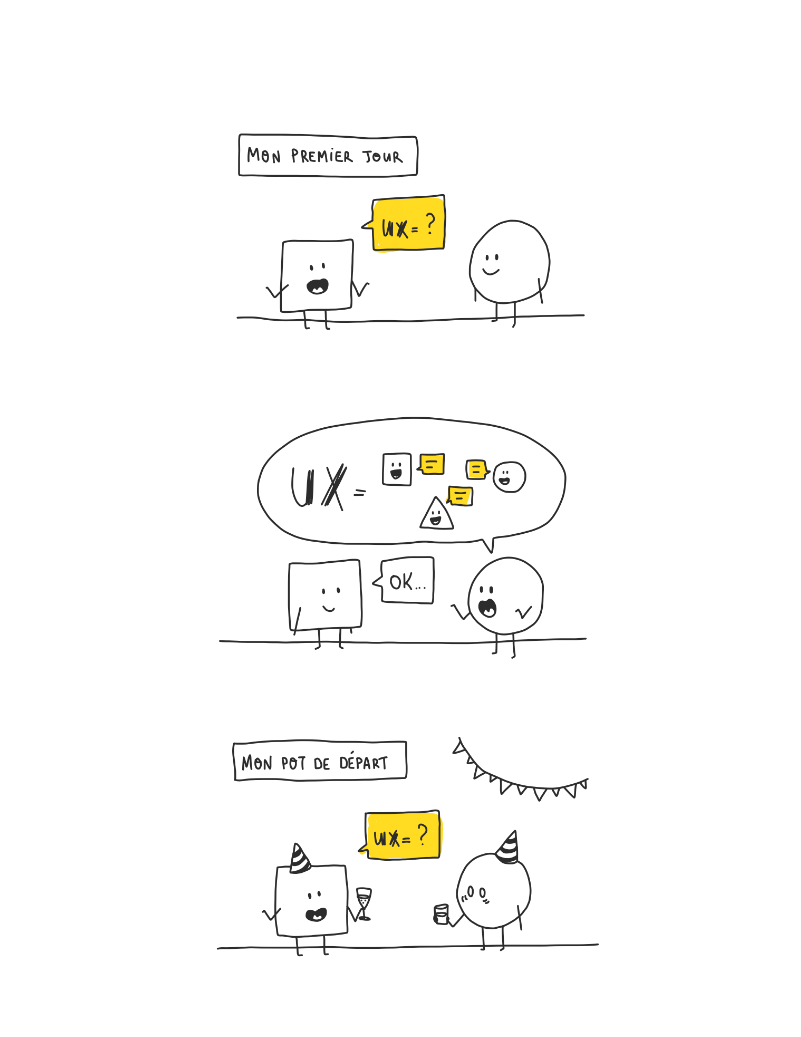 MON PREMIER JOUR
UX = ?
UX =
OK...
MON POT DE DÉPART
UX = ?